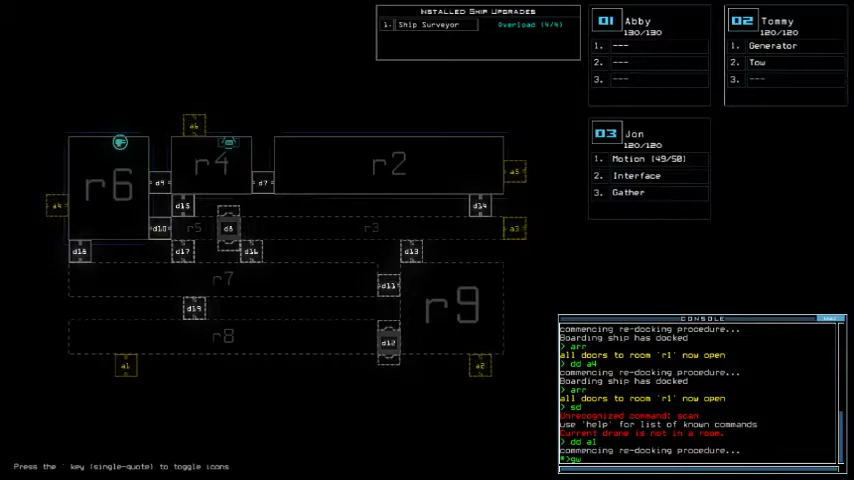 INSTALLED SHIP UPGRADES
1. Ship Surveyor Overload (4/4)
01 Abby
130/130
1. ---
2. ---
3. ---
02 Tommy
120/120
1. Generator
2. Tow
3. ---
03 Jon
120/120
1. Motion (49/50)
2. Interface
3. Gather
a6
r6
r4
r2
d9
d7
a5
a4
d15
d14
d10
r5
d8
r3
a3
d18
d17
d16
d13
r7
d11
r9
d19
r8
d12
a1
a2
CONSOLE
commencing re-docking procedure...
Boarding ship has docked
> arr
all doors to room 'r1' now open
> dd a4
commencing re-docking procedure...
Boarding ship has docked
> arr
all doors to room 'r1' now open
> sd
Unrecognized command: scan
use 'help' for list of known commands
Current drone is not in a room.
> dd a1
commencing re-docking procedure...
>gw
Press the ' key (single-quote) to toggle icons